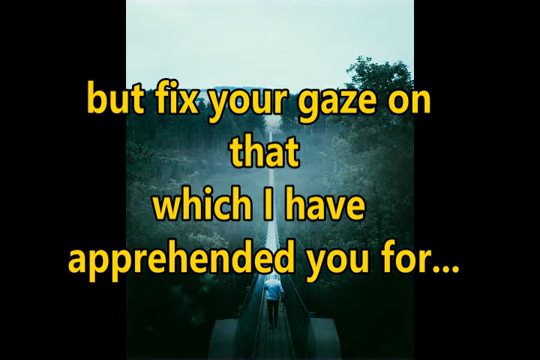 but fix your gaze on
that
which I have
apprehended you for...